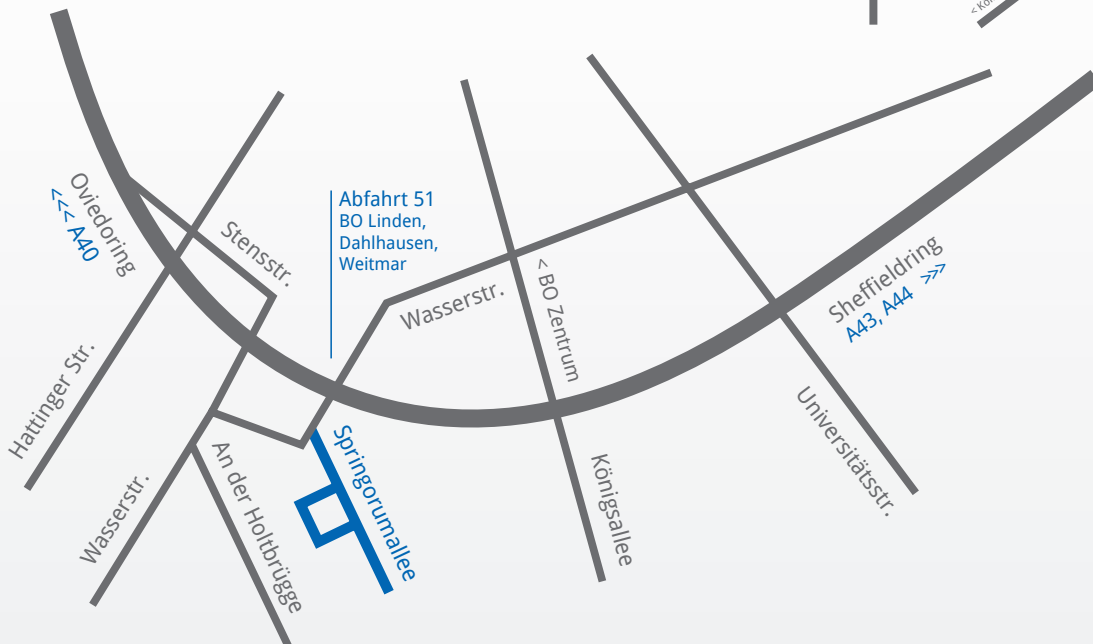 < Kö
Oviedoring
<<< A40
Stensstr.
Abfahrt 51
BO Linden,
Dahlhausen,
Weitmar
Wasserstr.
< BO Zentrum
Sheffieldring
A43, A44 >>>
Hattinger Str.
Wasserstr.
An der Holtbrügge
Springorumallee
Königsallee
Universitätsstr.